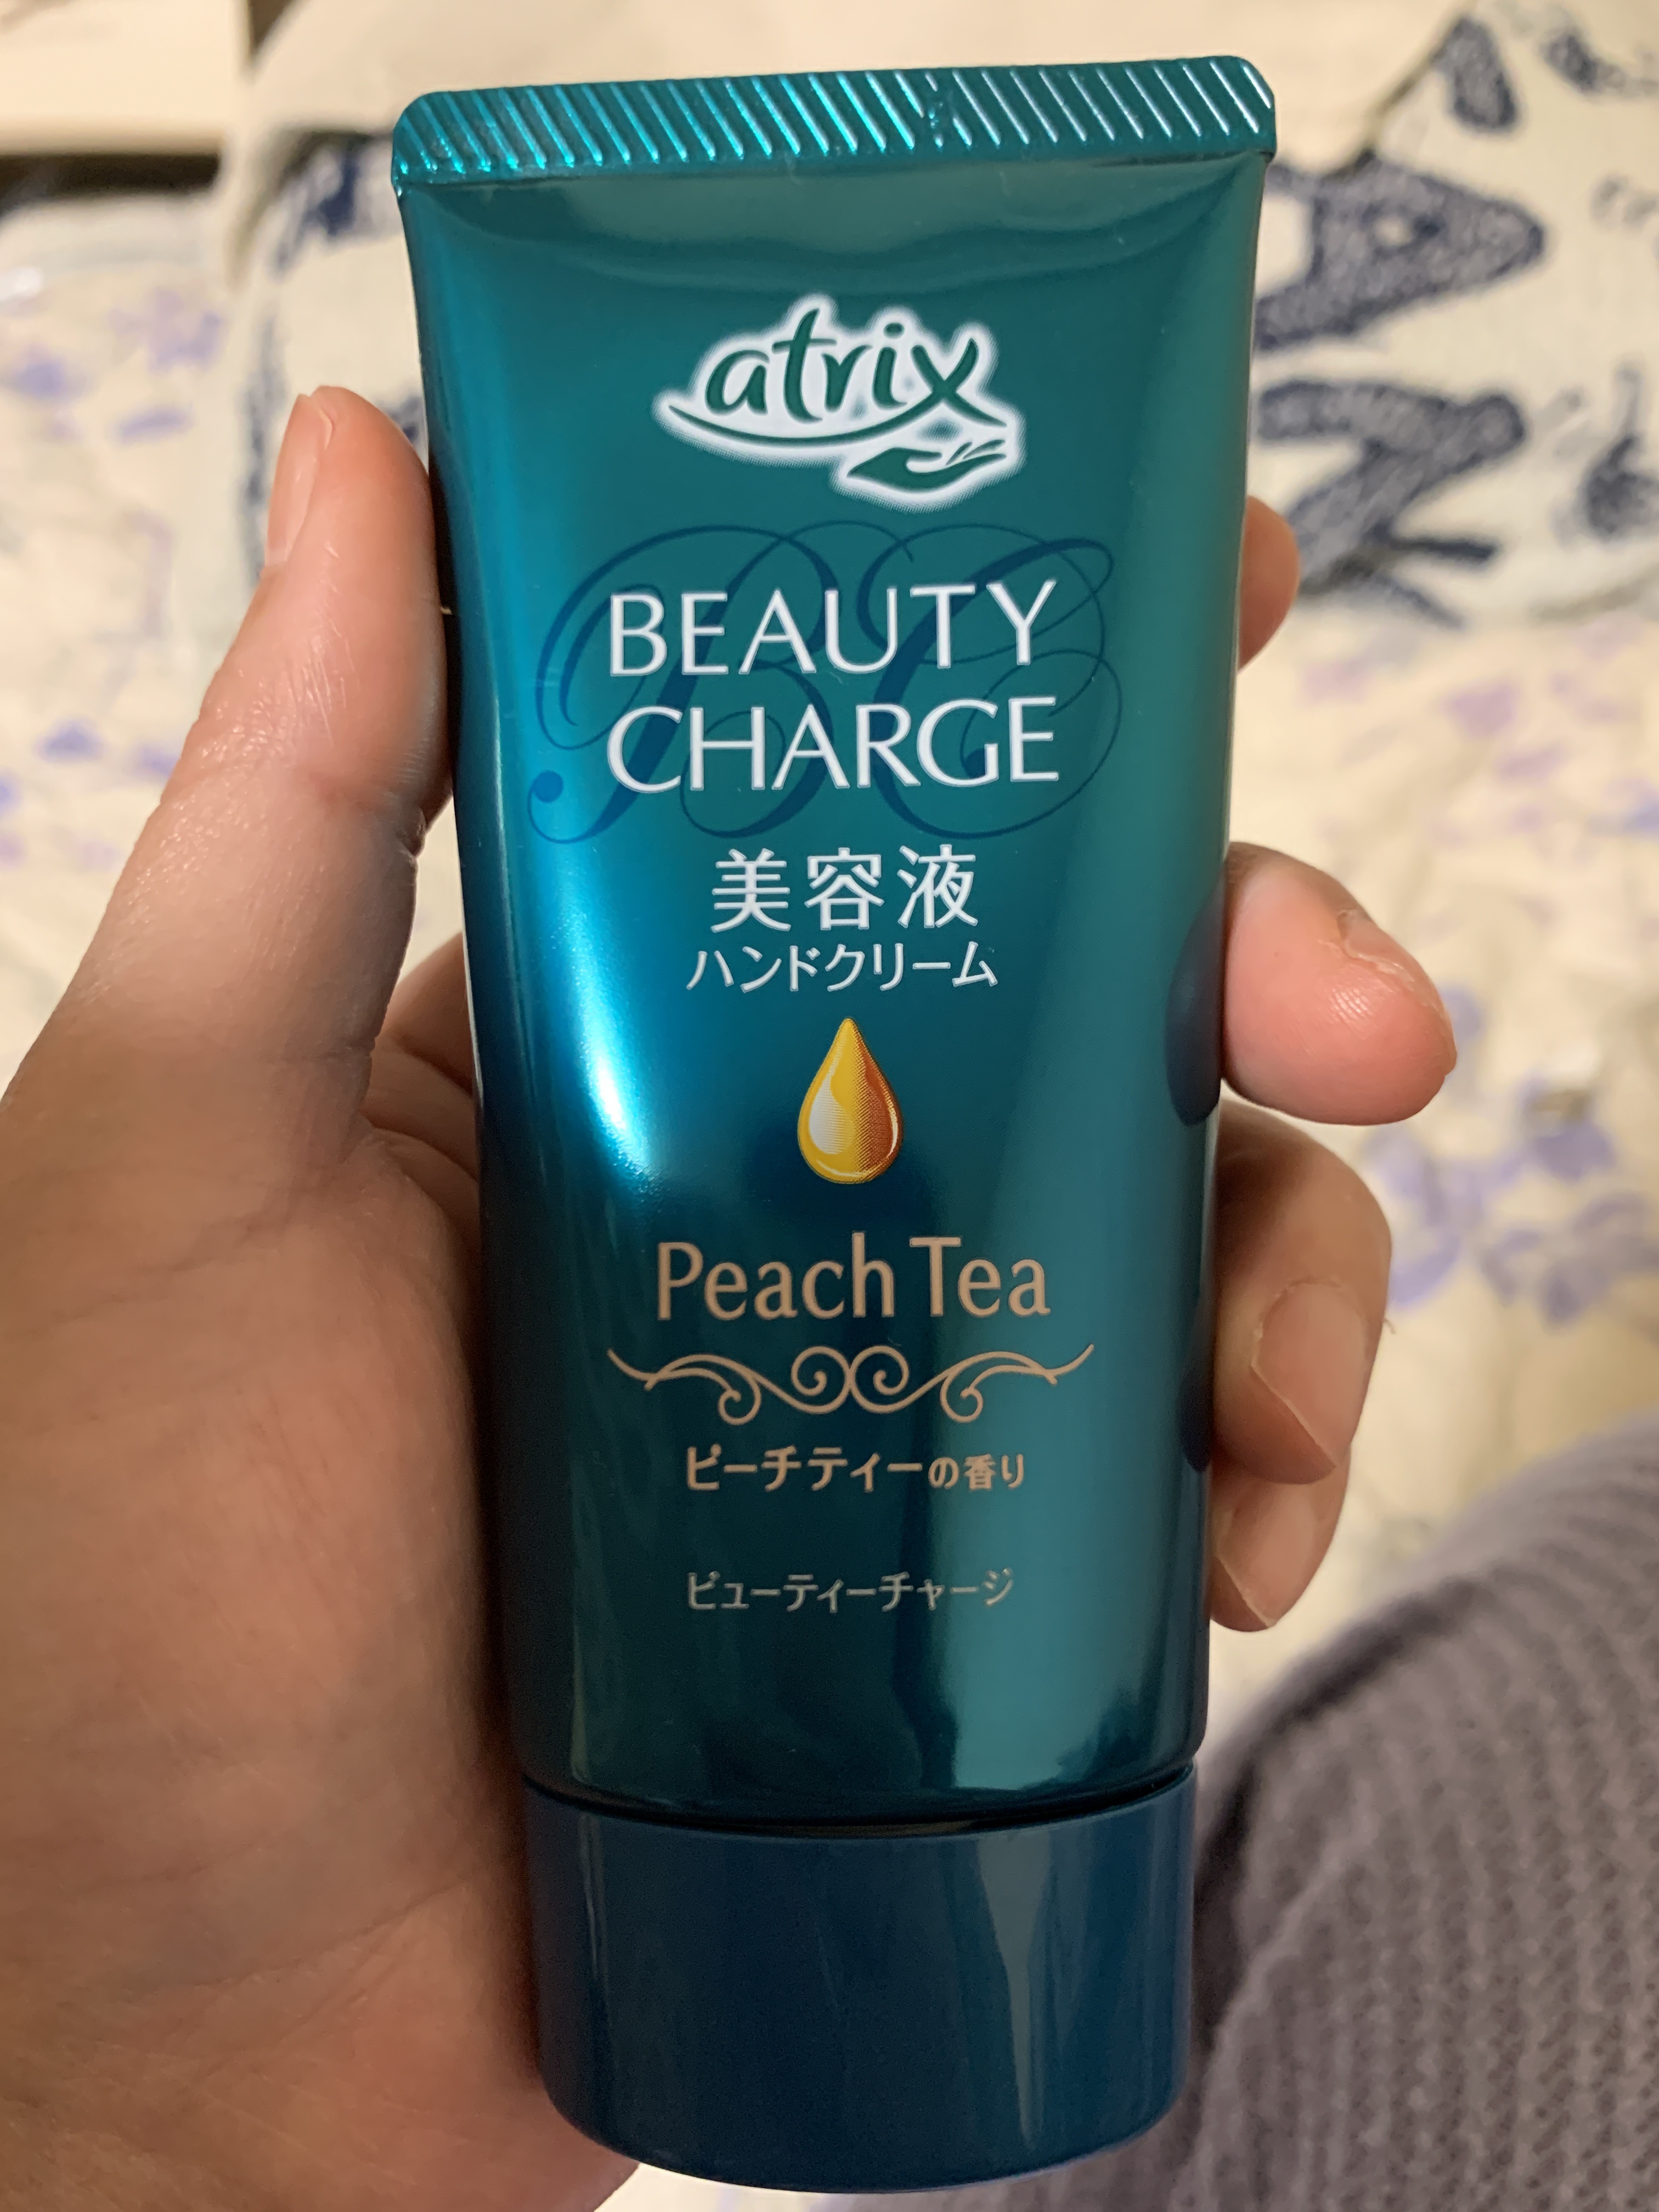 atrix
BC
BEAUTY
CHARGE
美容液
ハンドクリーム
Peach Tea
ピーチティーの香り
ビューティーチャージ